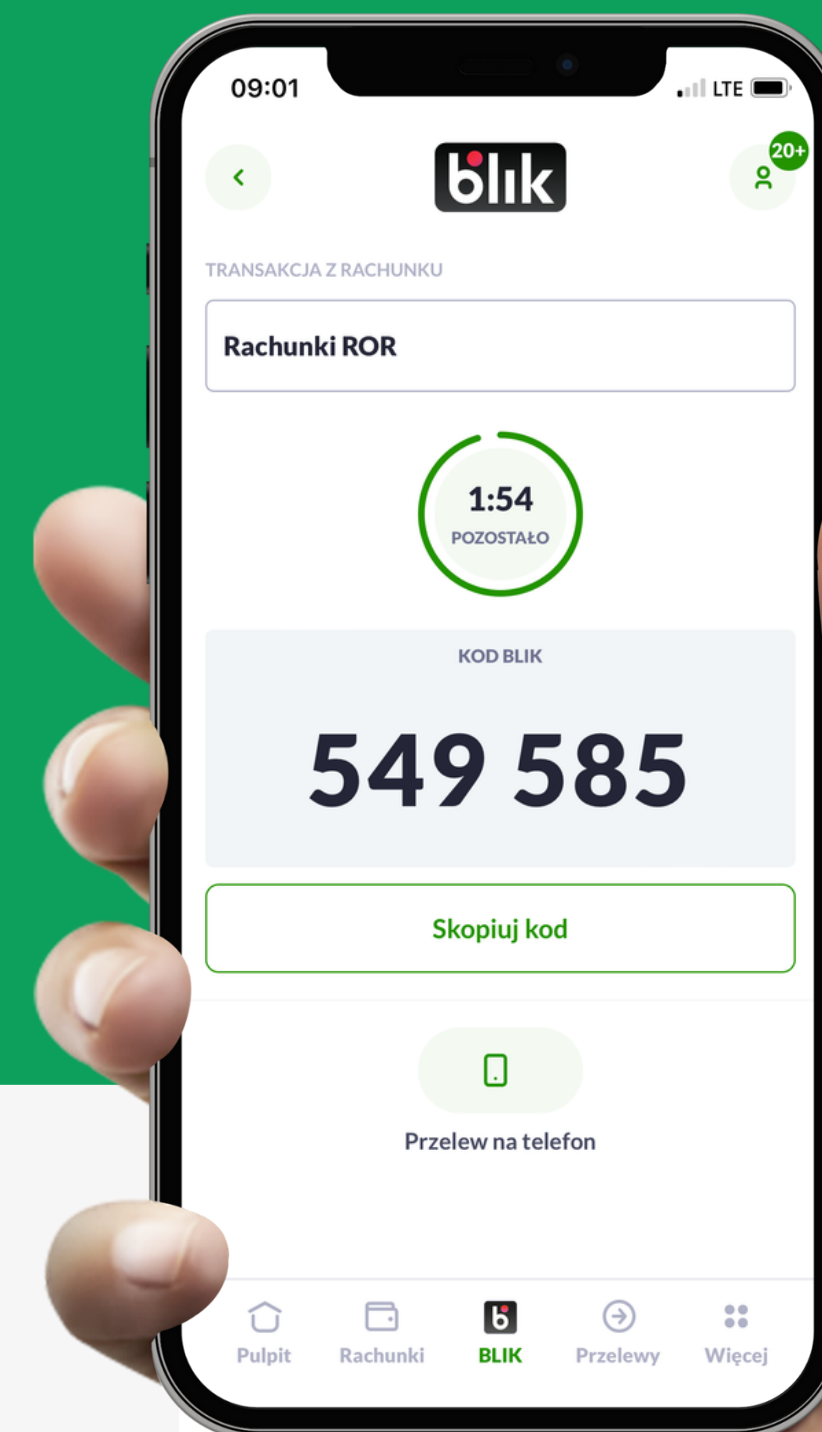 09:01
LTE
20+
blik
TRANSAKCJA Z RACHUNKU
Rachunki ROR
1:54
POZOSTAŁO
KOD BLIK
549 585
Skopiuj kod
Przelew na telefon
Pulpit Rachunki BLIK Przelewy Więcej